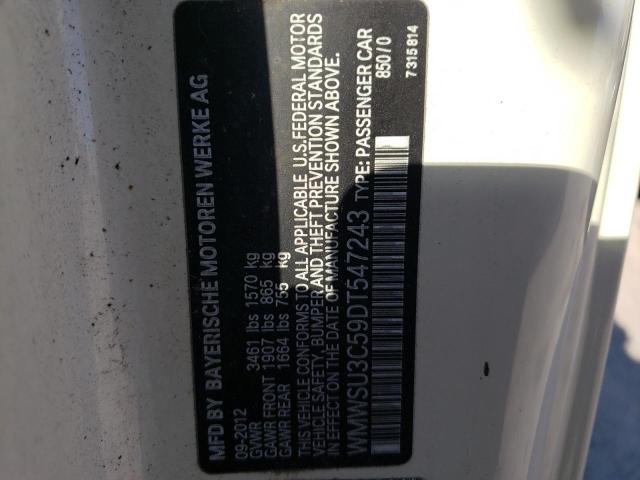 MFD BY BAYERISCHE MOTOREN WERKE AG
09-2012
GVWR 3461 lbs 1570 kg
GAWR FRONT 1907 lbs 865 kg
GAWR REAR 1664 lbs 755 kg
THIS VEHICLE CONFORMS TO ALL APPLICABLE U.S. FEDERAL MOTOR
VEHICLE SAFETY, BUMPER, AND THEFT PREVENTION STANDARDS
IN EFFECT ON THE DATE OF MANUFACTURE SHOWN ABOVE.
WMWSU3C59DT547243 TYPE: PASSENGER CAR
850/0
7315814